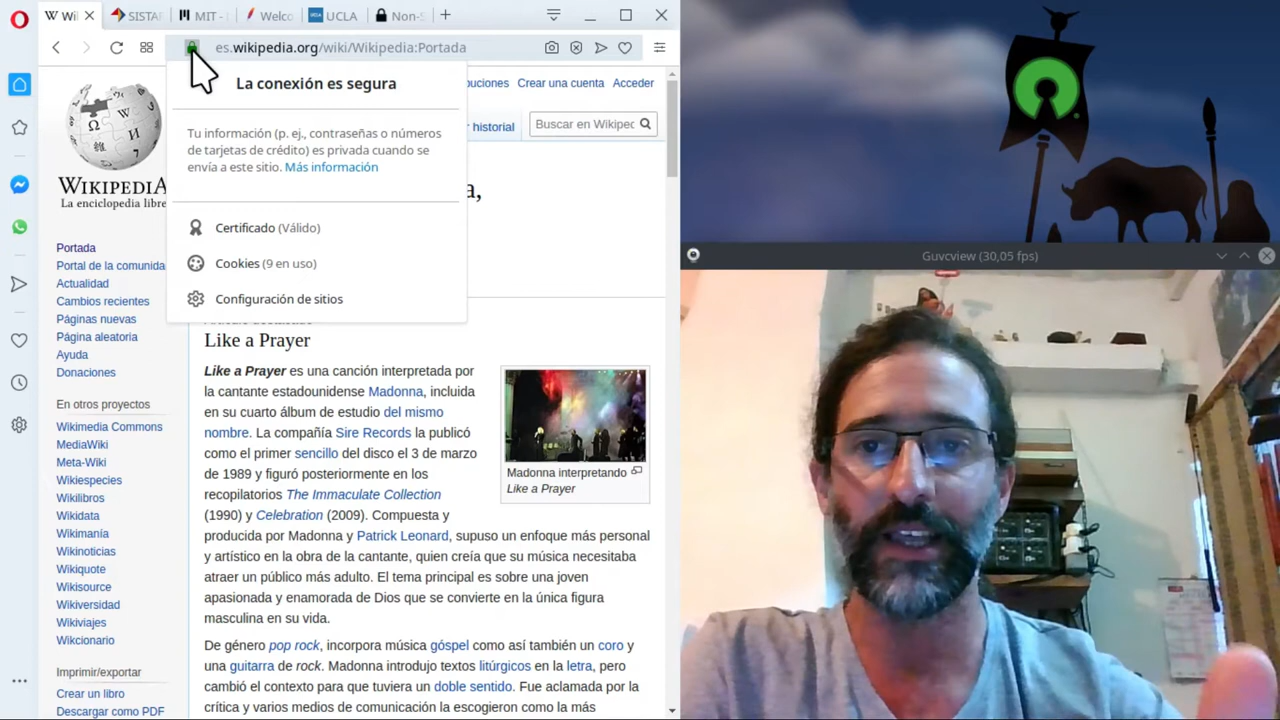 Wil
SISTAF
MIT -
Welco
UCLA
UCLA
Non-S
es.wikipedia.org/wiki/Wikipedia:Portada
La conexión es segura
Tu información (p. ej., contraseñas o números
de tarjetas de crédito) es privada cuando se
envía a este sitio. Más información
Certificado (Válido)
Cookies (9 en uso)
Configuración de sitios
buciones Crear una cuenta Acceder
r historial
Buscar en Wikipec
a,
WIKIPEDIA
La enciclopedia libre
Portada
Portal de la comunida
Actualidad
Cambios recientes
Páginas nuevas
Página aleatoria
Ayuda
Donaciones
En otros proyectos
Wikimedia Commons
MediaWiki
Meta-Wiki
Wikiespecies
Wikilibros
Wikidata
Wikimanía
Wikinoticias
Wikiquote
Wikisource
Wikiversidad
Wikiviajes
Wikcionario
Imprimir/exportar
Crear un libro
Descargar como PDF
Like a Prayer
Like a Prayer es una canción interpretada por
la cantante estadounidense Madonna, incluida
en su cuarto álbum de estudio del mismo
nombre. La compañía Sire Records la publicó
como el primer sencillo del disco el 3 de marzo
de 1989 y figuró posteriormente en los
recopilatorios The Immaculate Collection
(1990) y Celebration (2009). Compuesta y
producida por Madonna y Patrick Leonard, supuso un enfoque más personal
y artístico en la obra de la cantante, quien creía que su música necesitaba
atraer un público más adulto. El tema principal es sobre una joven
apasionada y enamorada de Dios que se convierte en la única figura
masculina en su vida.
Madonna interpretando
Like a Prayer
De género pop rock, incorpora música góspel como así también un coro y
una guitarra de rock. Madonna introdujo textos litúrgicos en la letra, pero
cambió el contexto para que tuviera un doble sentido. Fue aclamada por la
crítica y varios medios de comunicación la escogieron como la más
Guvcview (30,05 fps)